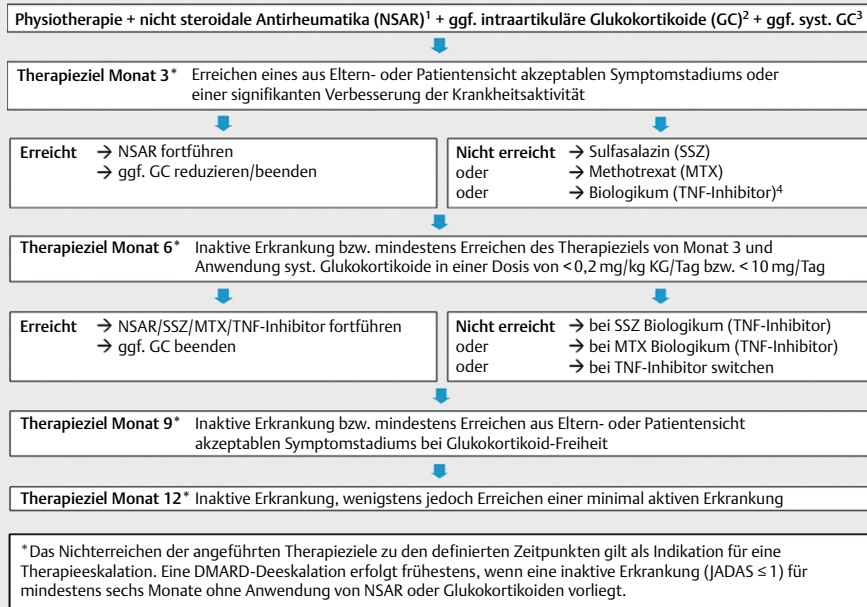 Physiotherapie + nicht steroidale Antirheumatika (NSAR)¹ + ggf. intraartikuläre Glukokortikoide (GC)² + ggf. syst. GC³
Therapieziel Monat 3* Erreichen eines aus Eltern- oder Patientensicht akzeptablen Symptomstadiums oder
einer signifikanten Verbesserung der Krankheitsaktivität
Erreicht → NSAR fortführen
→ ggf. GC reduzieren/beenden
Nicht erreicht → Sulfasalazin (SSZ)
oder → Methotrexat (MTX)
oder → Biologikum (TNF-Inhibitor)⁴
Therapieziel Monat 6* Inaktive Erkrankung bzw. mindestens Erreichen des Therapieziels von Monat 3 und
Anwendung syst. Glukokortikoide in einer Dosis von <0,2 mg/kg KG/Tag bzw. <10 mg/Tag
Erreicht → NSAR/SSZ/MTX/TNF-Inhibitor fortführen
→ ggf. GC beenden
Nicht erreicht → bei SSZ Biologikum (TNF-Inhibitor)
oder → bei MTX Biologikum (TNF-Inhibitor)
oder → bei TNF-Inhibitor switchen
Therapieziel Monat 9* Inaktive Erkrankung bzw. mindestens Erreichen aus Eltern- oder Patientensicht
akzeptablen Symptomstadiums bei Glukokortikoid-Freiheit
Therapieziel Monat 12* Inaktive Erkrankung, wenigstens jedoch Erreichen einer minimal aktiven Erkrankung
*Das Nichterreichen der angeführten Therapieziele zu den definierten Zeitpunkten gilt als Indikation für eine
Therapieeskalation. Eine DMARD-Deeskalation erfolgt frühestens, wenn eine inaktive Erkrankung (JADAS ≤ 1) für
mindestens sechs Monate ohne Anwendung von NSAR oder Glukokortikoiden vorliegt.